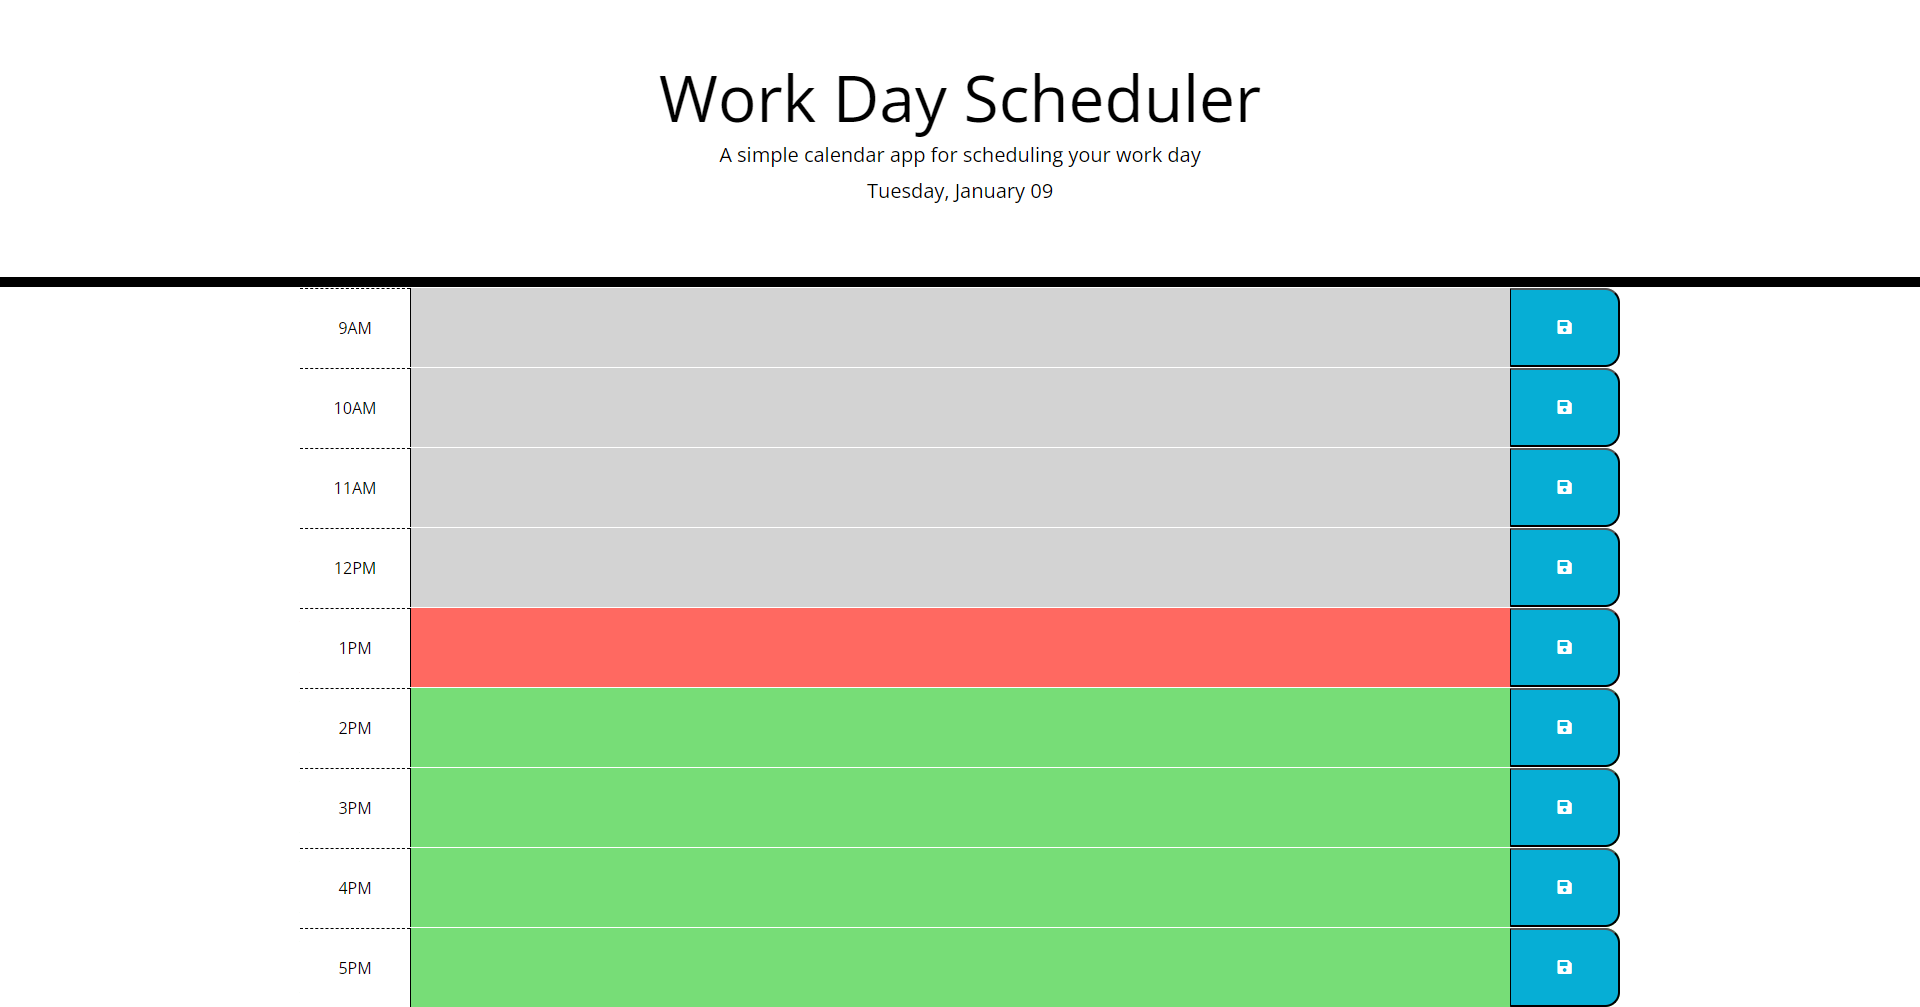 Work Day Scheduler
A simple calendar app for scheduling your work day
Tuesday, January 09
9AM
10AM
11AM
12PM
1PM
2PM
3PM
4PM
5PM